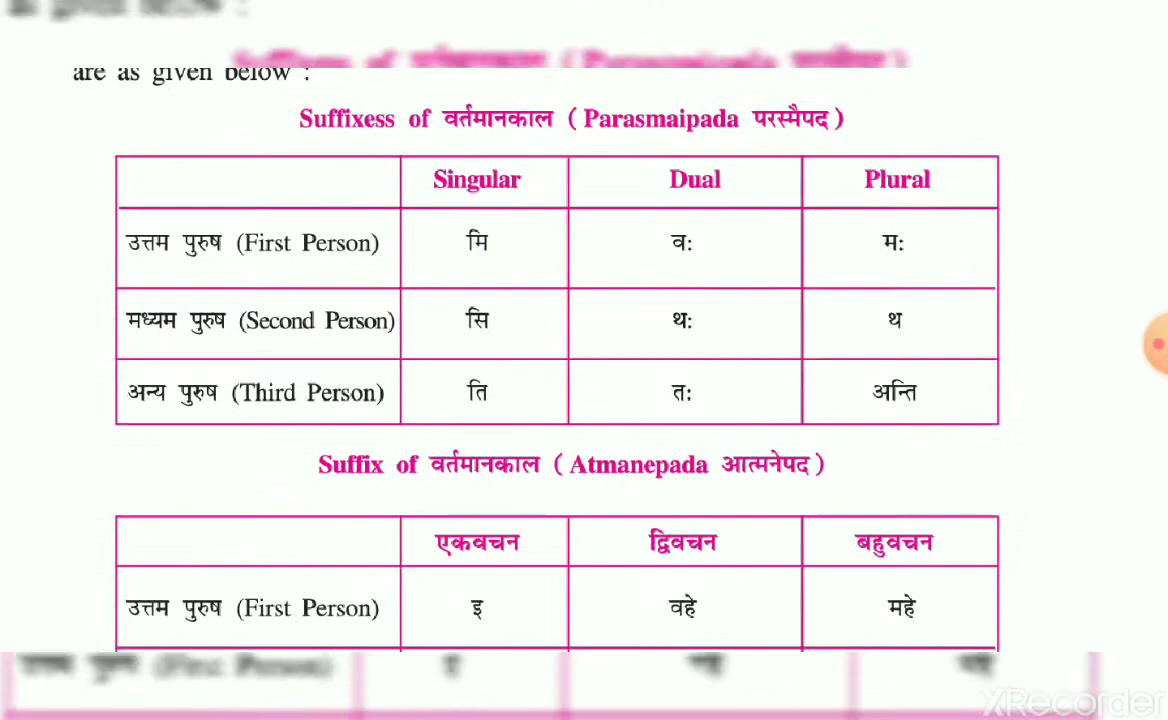 are as given below :
Suffixess of वर्तमानकाल ( Parasmaipada परस्मैपद )
Singular Dual Plural
उत्तम पुरुष (First Person) मि वः मः
मध्यम पुरुष (Second Person) सि थः थ
अन्य पुरुष (Third Person) ति तः अन्ति
Suffix of वर्तमानकाल ( Atmanepada आत्मनेपद )
एकवचन द्विवचन बहुवचन
उत्तम पुरुष (First Person) इ वहे महे
XRecorder